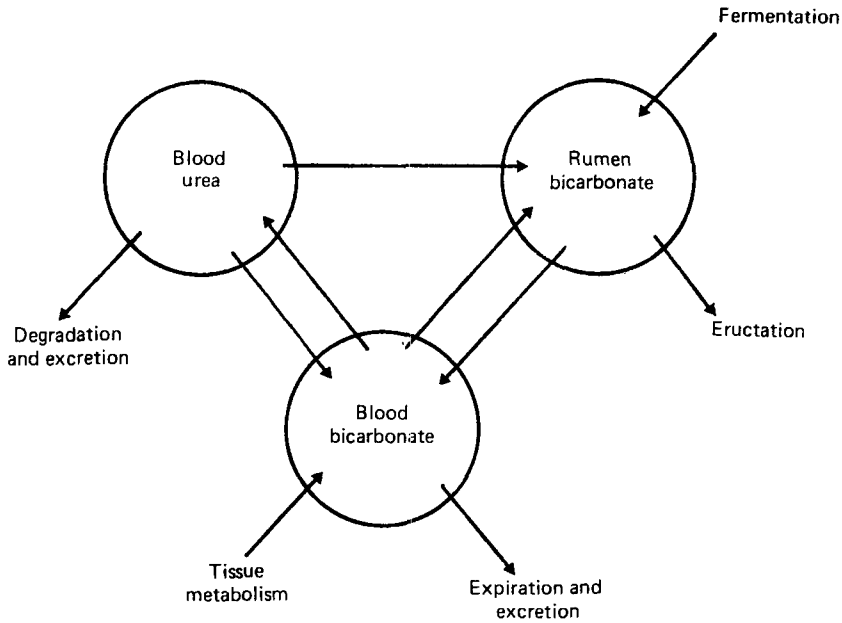 Fermentation
Blood
urea
Rumen
bicarbonate
Degradation
and excretion
Eructation
Blood
bicarbonate
Tissue
metabolism
Expiration and
excretion